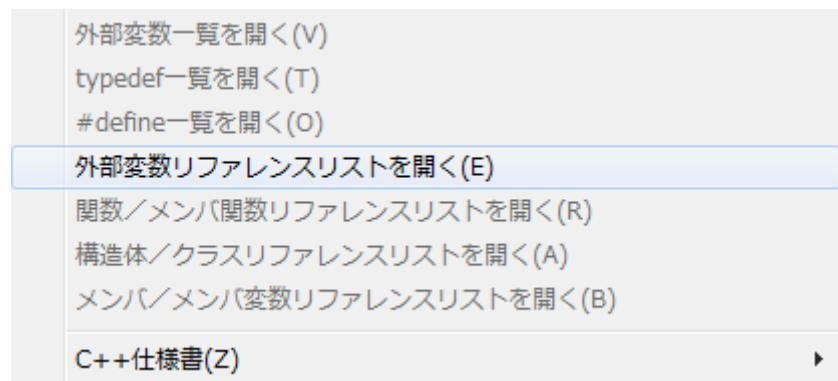 外部変数一覧を開く(V)
typedef一覧を開く(T)
#define一覧を開く(O)
外部変数リファレンスリストを開く(E)
関数／メンバ関数リファレンスリストを開く(R)
構造体／クラスリファレンスリストを開く(A)
メンバ／メンバ変数リファレンスリストを開く(B)
C++仕様書(Z)